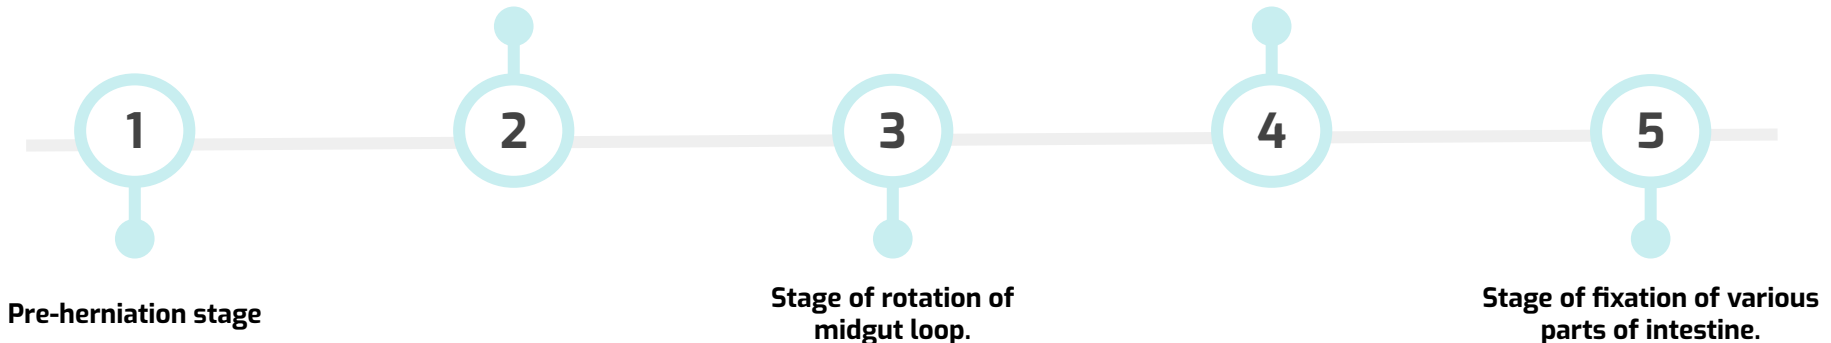 1
2
3
4
5
Pre-herniation stage
Stage of rotation of
midgut loop.
Stage of fixation of various
parts of intestine.